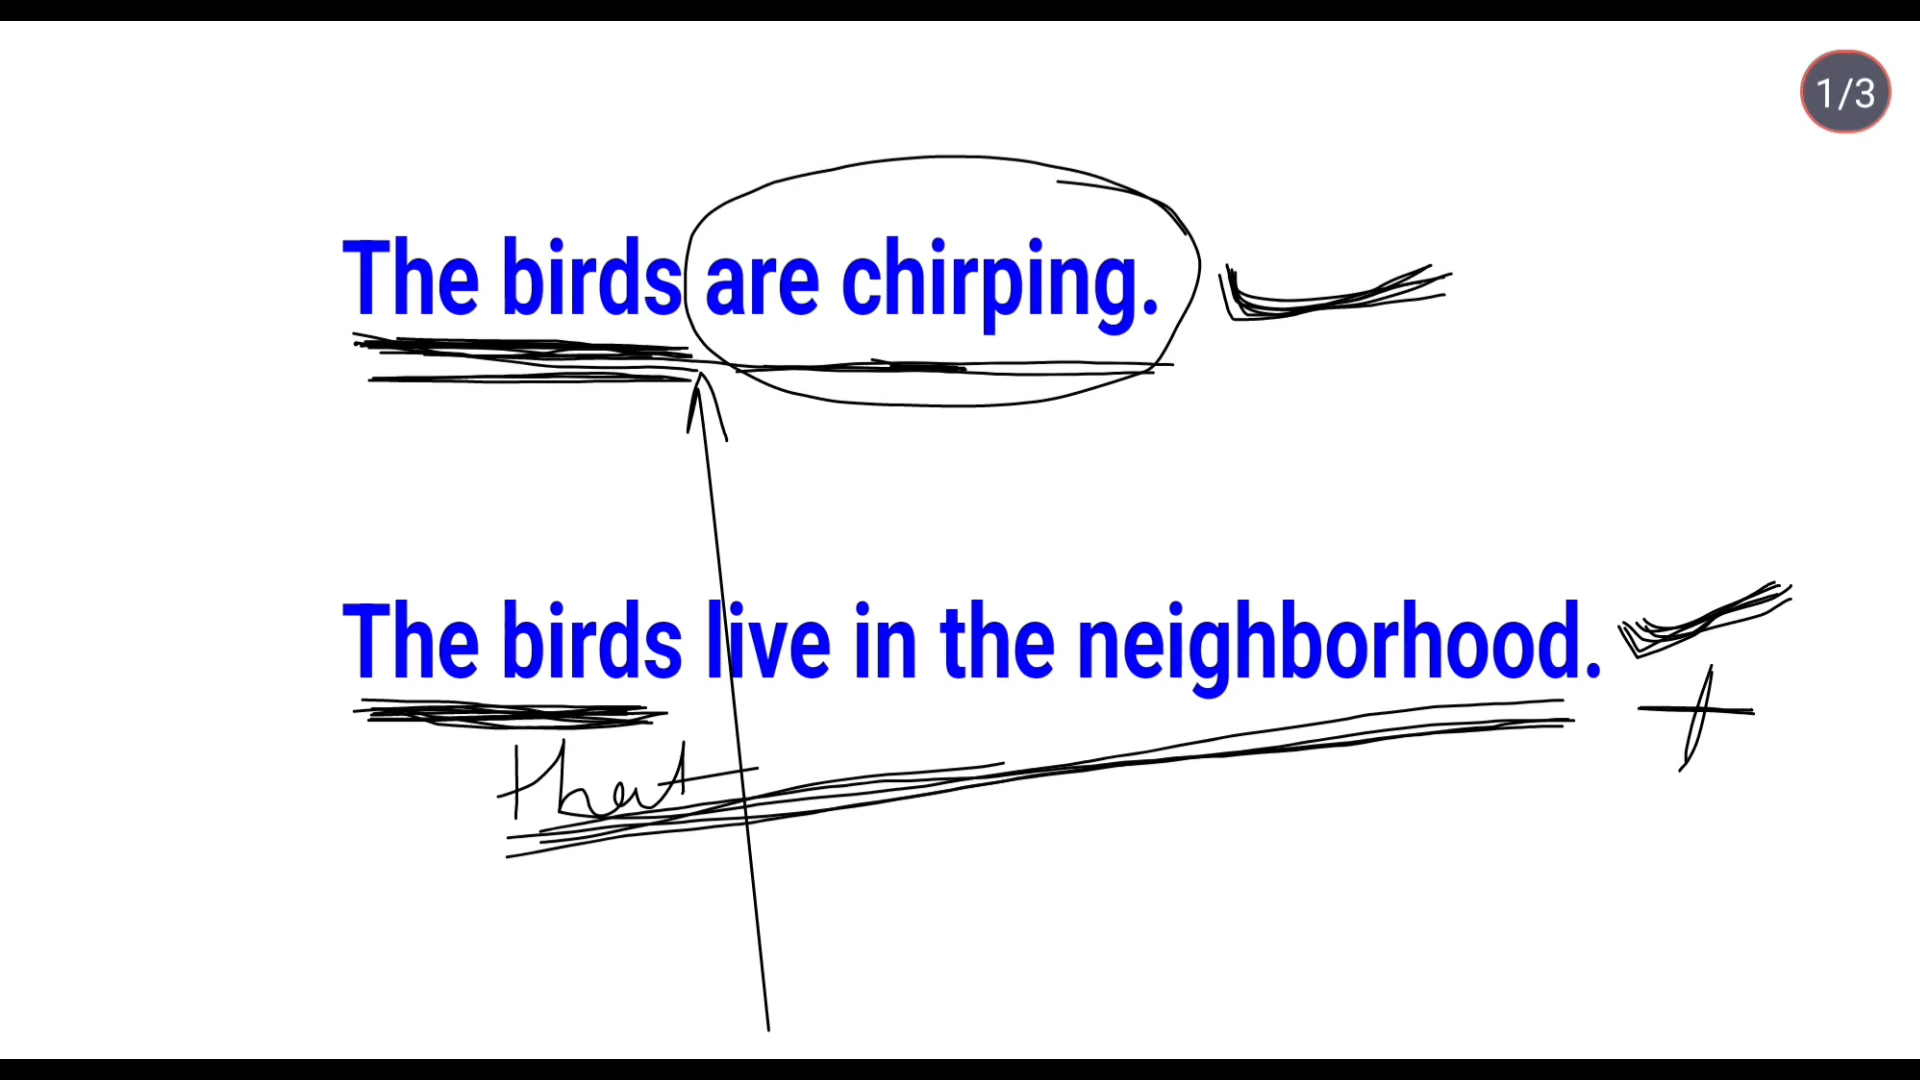 1/3
The birds are chirping.
The birds live in the neighborhood.
that